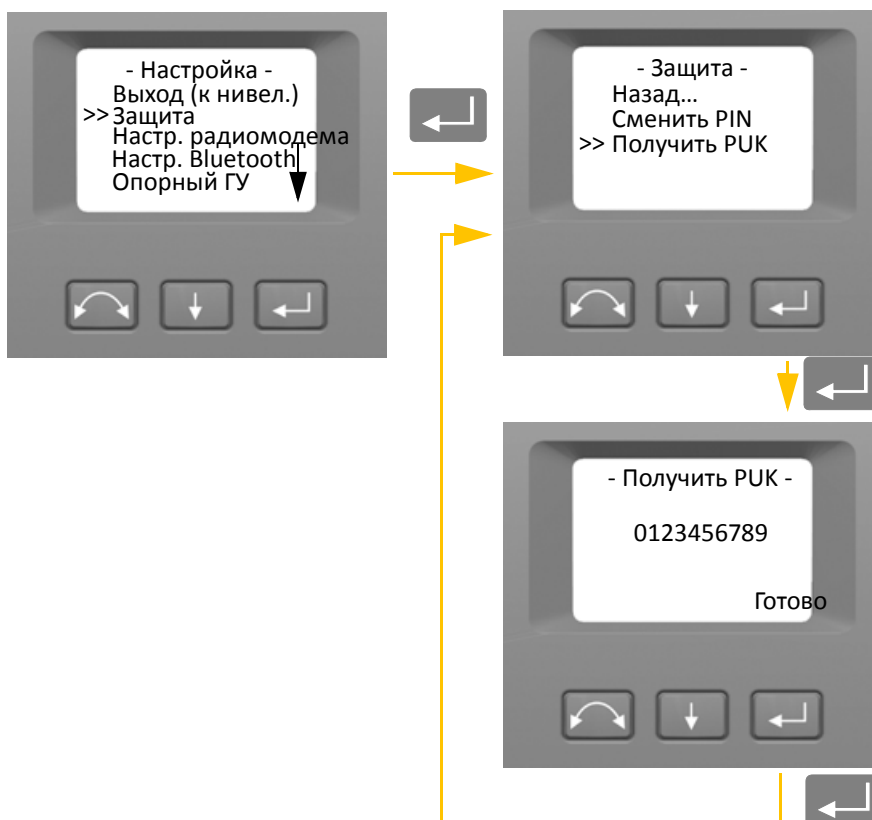 - Настройка -
Выход (к нивел.)
>> Защита
Настр. радиомодема
Настр. Bluetooth
Опорный ГУ
- Защита -
Назад...
Сменить PIN
>> Получить PUK
- Получить PUK -
0123456789
Готово